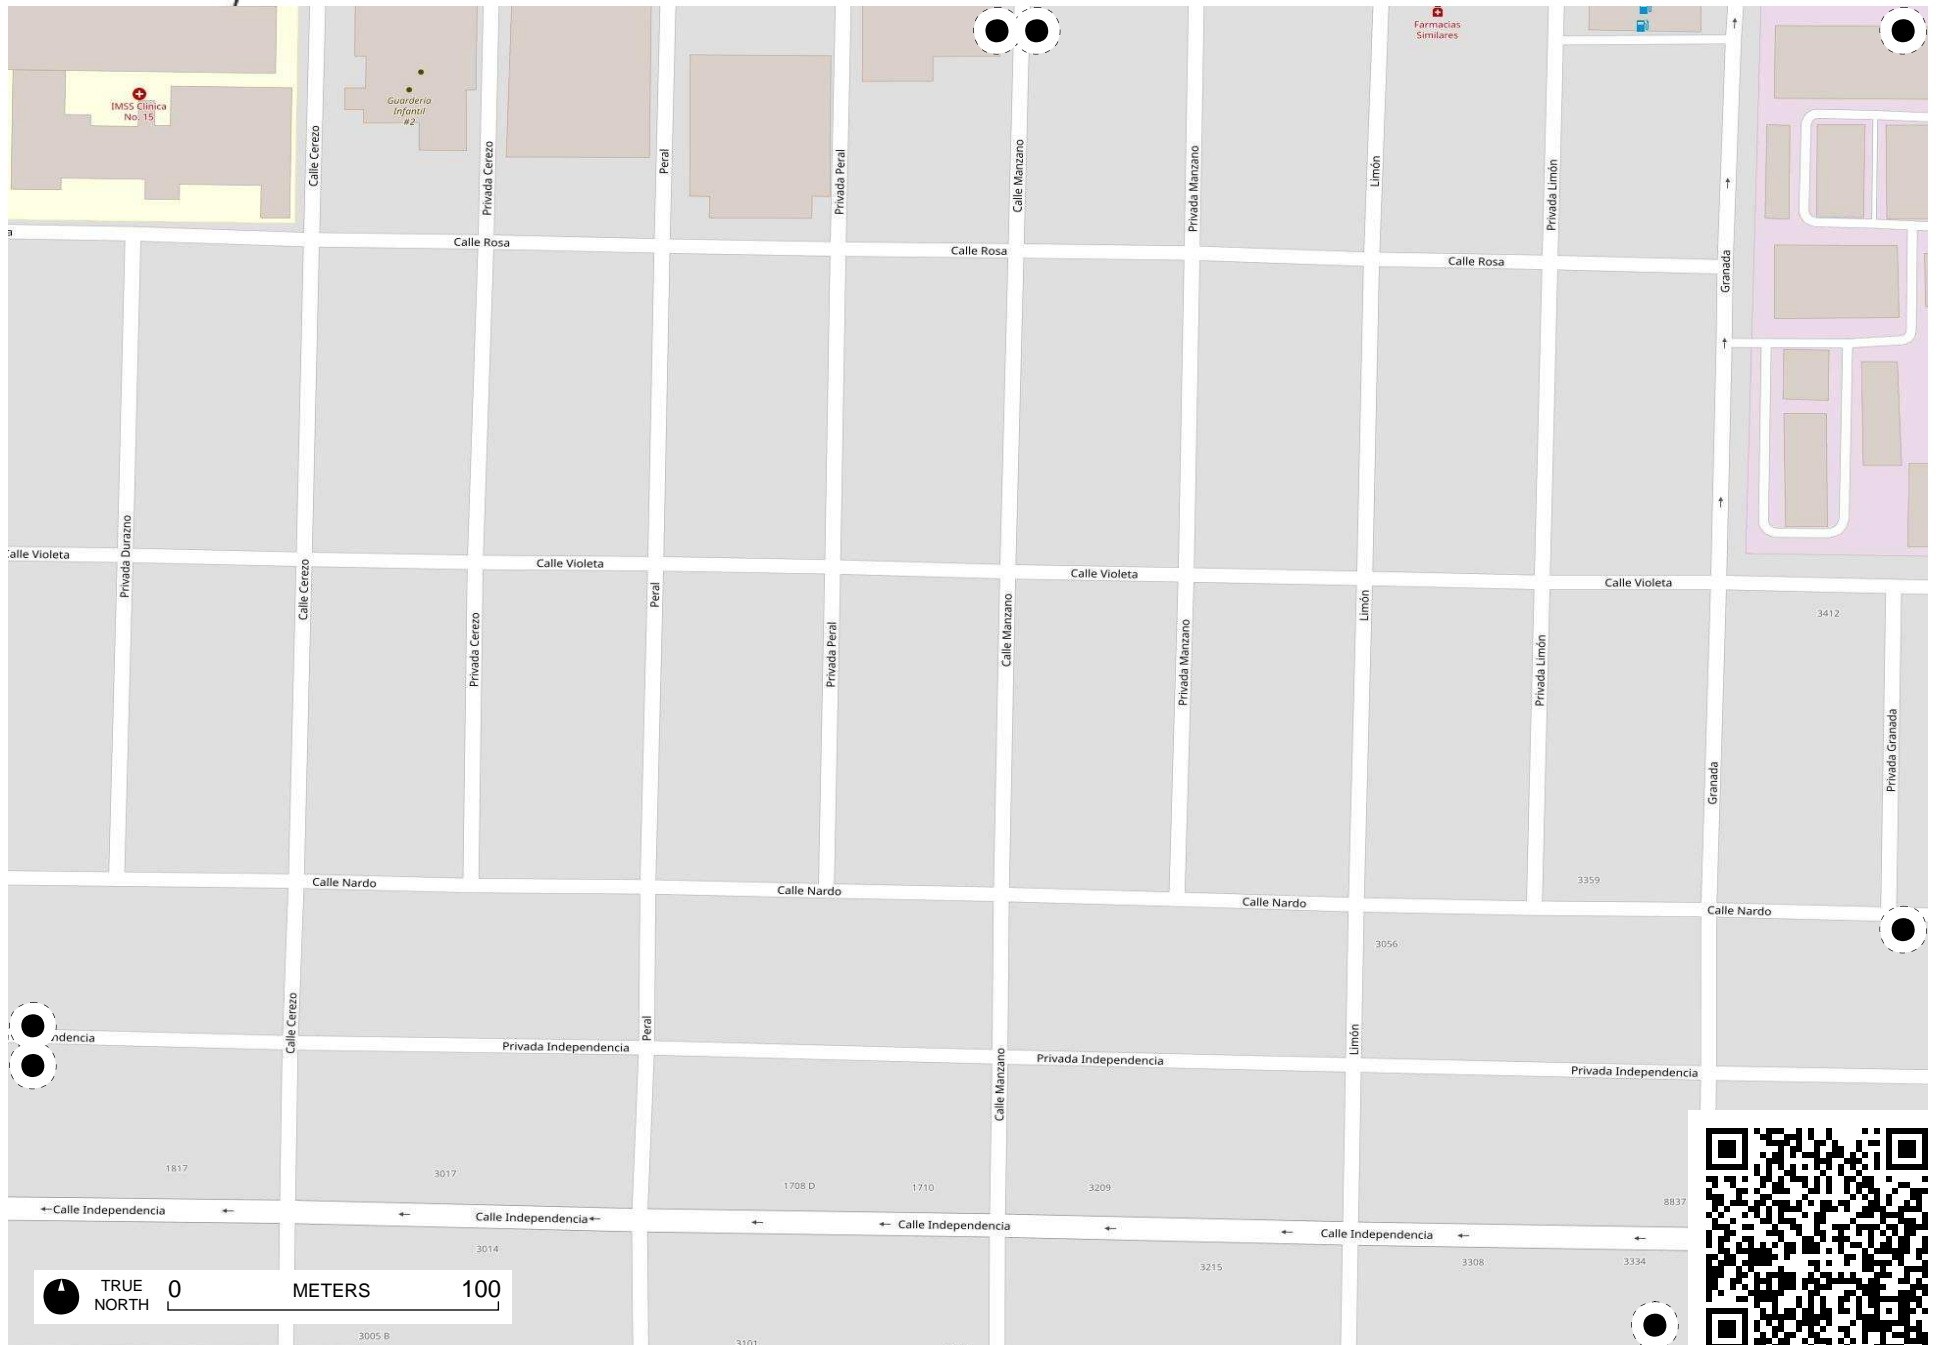 Farmacias
Similares
IMSS Clínica
No. 15
Guardería
Infantil
#2
Calle Cerezo
Privada Cerezo
Peral
Privada Peral
Calle Manzano
Privada Manzano
Limón
Privada Limón
Granada
Calle Rosa
Calle Rosa
Calle Rosa
Privada Durazno
alle Violeta
Calle Violeta
Calle Violeta
Calle Violeta
Calle Cerezo
Privada Cerezo
Peral
Privada Peral
Calle Manzano
Privada Manzano
Limón
Privada Limón
3412
Granada
Privada Granada
Calle Nardo
Calle Nardo
Calle Nardo
Calle Nardo
3359
3056
Calle Cerezo
Peral
Limón
Calle Manzano
ndencia
Privada Independencia
Privada Independencia
Privada Independencia
1817
3017
1708 D
1710
3209
8837
Calle Independencia
Calle Independencia
Calle Independencia
Calle Independencia
3014
3215
3308
3334
TRUE
NORTH
0 METERS 100
3005 B
3101